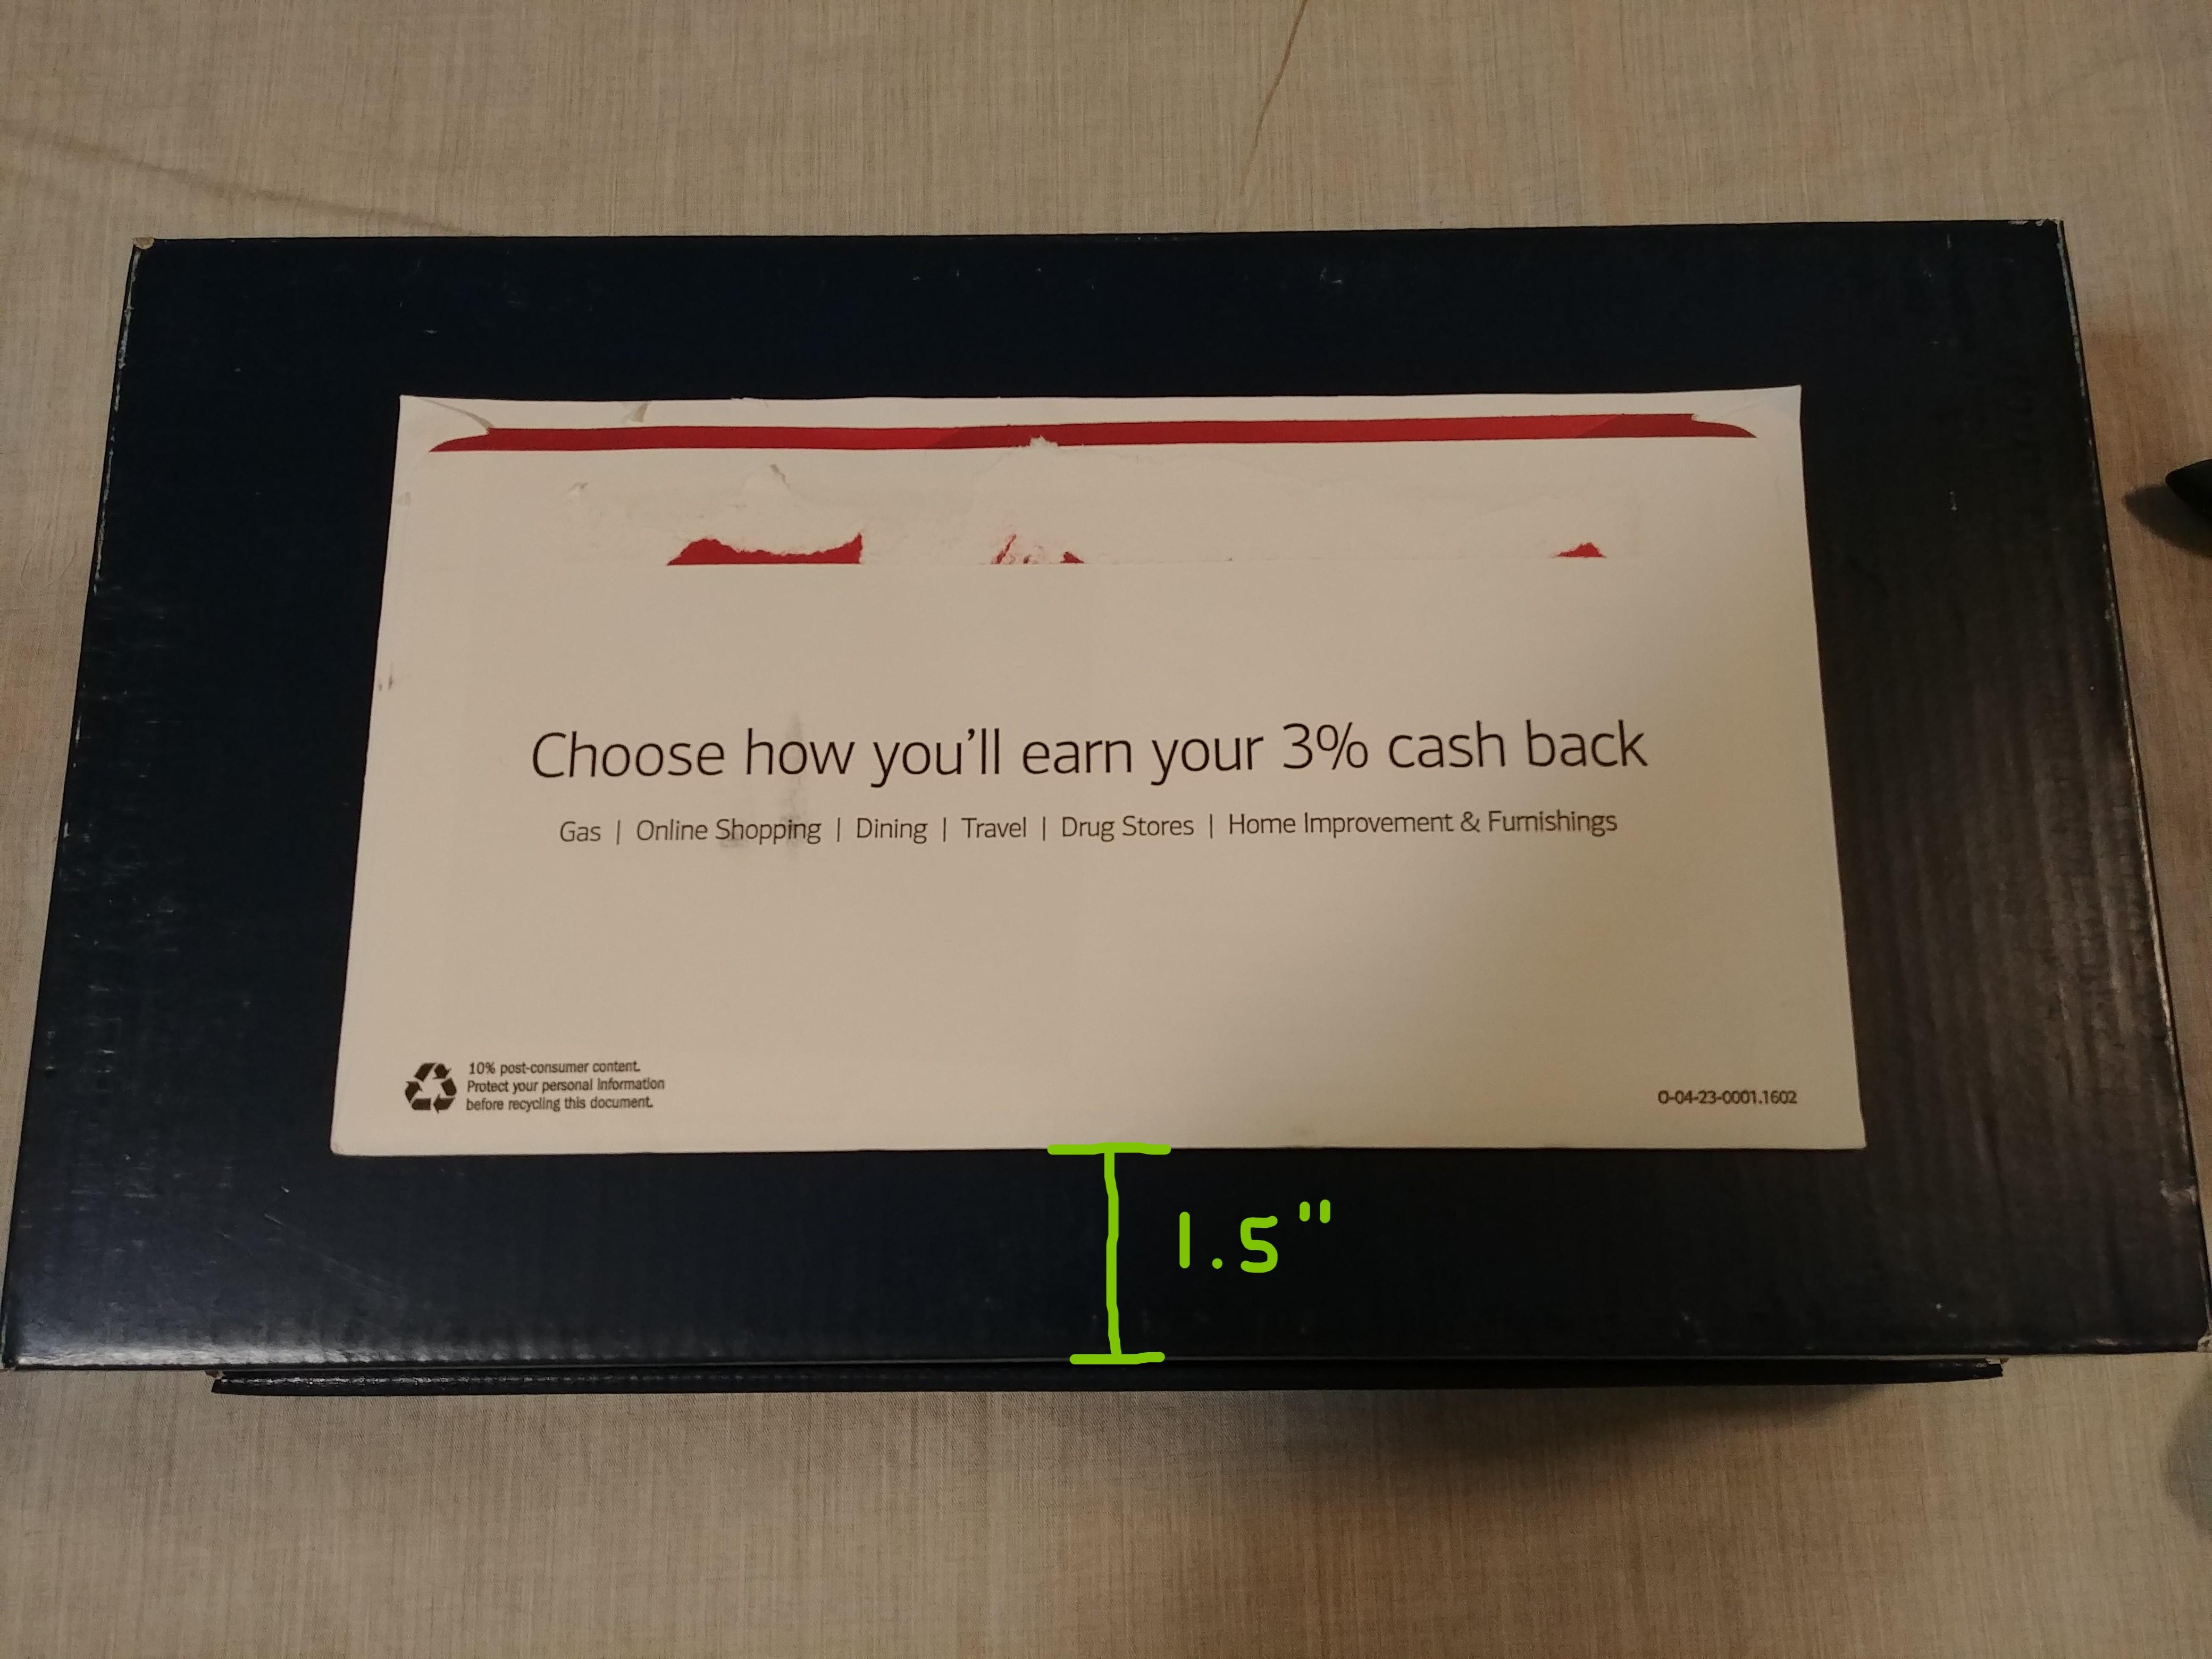 Choose how you'll earn your 3% cash back
Gas | Online Shopping | Dining | Travel | Drug Stores | Home Improvement & Furnishings
10% post-consumer content.
Protect your personal information
before recycling this document.
O-04-23-0001.1602
1.5"